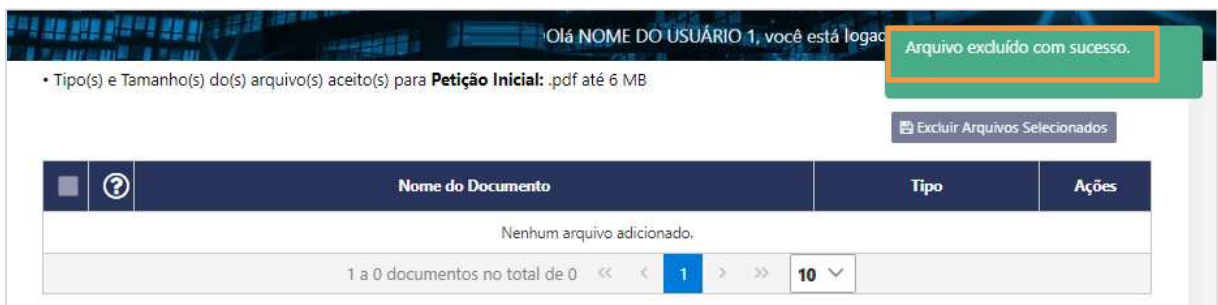 Olá NOME DO USUÁRIO 1, você está logad
Arquivo excluído com sucesso.
• Tipo(s) e Tamanho(s) do(s) arquivo(s) aceito(s) para Petição Inicial: .pdf até 6 MB
Excluir Arquivos Selecionados
Nome do Documento Tipo Ações
Nenhum arquivo adicionado.
1 a 0 documentos no total de 0 << < 1 > >> 10